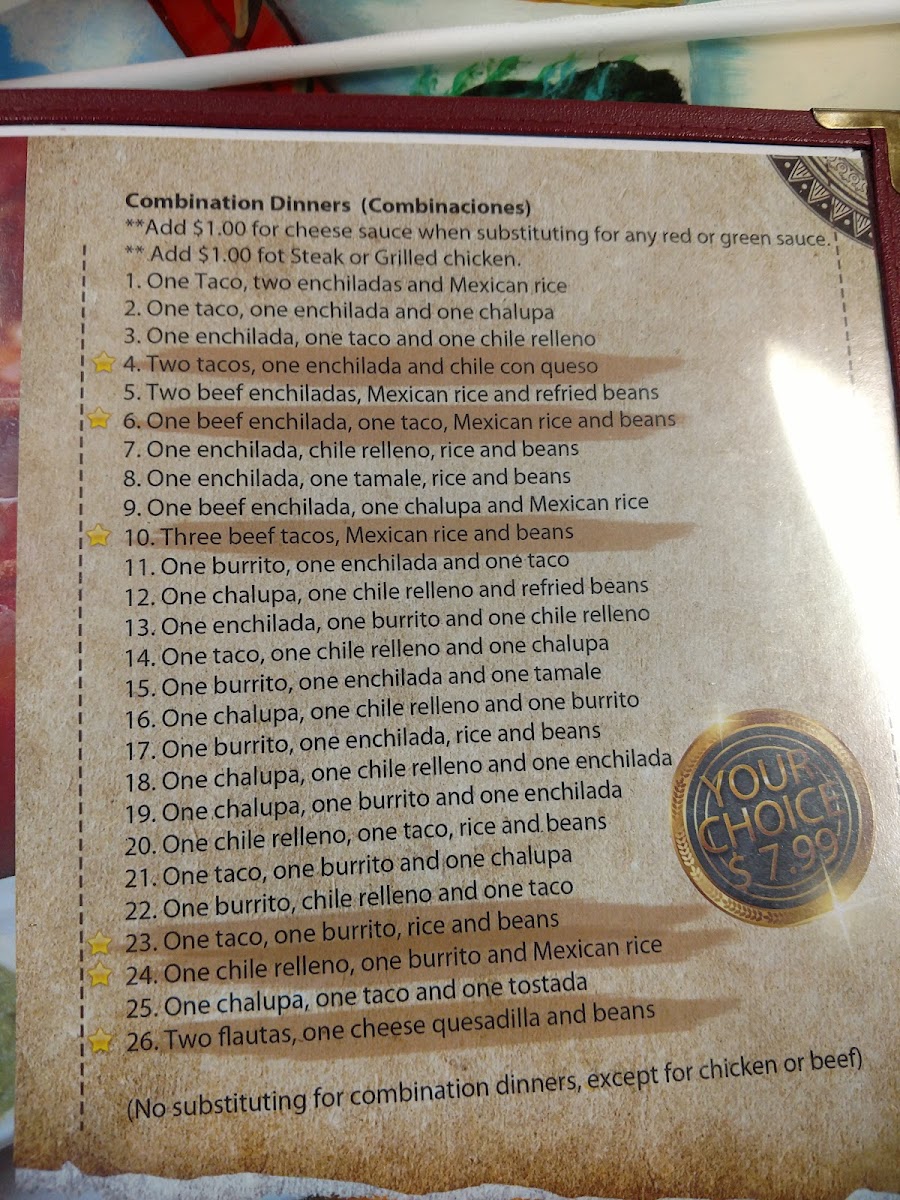 Combination Dinners (Combinaciones)
**Add $1.00 for cheese sauce when substituting for any red or green sauce.
** Add $1.00 fot Steak or Grilled chicken.
1. One Taco, two enchiladas and Mexican rice
2. One taco, one enchilada and one chalupa
3. One enchilada, one taco and one chile relleno
4. Two tacos, one enchilada and chile con queso
5. Two beef enchiladas, Mexican rice and refried beans
6. One beef enchilada, one taco, Mexican rice and beans
7. One enchilada, chile relleno, rice and beans
8. One enchilada, one tamale, rice and beans
9. One beef enchilada, one chalupa and Mexican rice
10. Three beef tacos, Mexican rice and beans
11. One burrito, one enchilada and one taco
12. One chalupa, one chile relleno and refried beans
13. One enchilada, one burrito and one chile relleno
14. One taco, one chile relleno and one chalupa
15. One burrito, one enchilada and one tamale
16. One chalupa, one chile relleno and one burrito
17. One burrito, one enchilada, rice and beans
18. One chalupa, one chile relleno and one enchilada
19. One chalupa, one burrito and one enchilada
20. One chile relleno, one taco, rice and beans
21. One taco, one burrito and one chalupa
22. One burrito, chile relleno and one taco
23. One taco, one burrito, rice and beans
24. One chile relleno, one burrito and Mexican rice
25. One chalupa, one taco and one tostada
26. Two flautas, one cheese quesadilla and beans
YOUR
CHOICE
$ 7.99
(No substituting for combination dinners, except for chicken or beef)